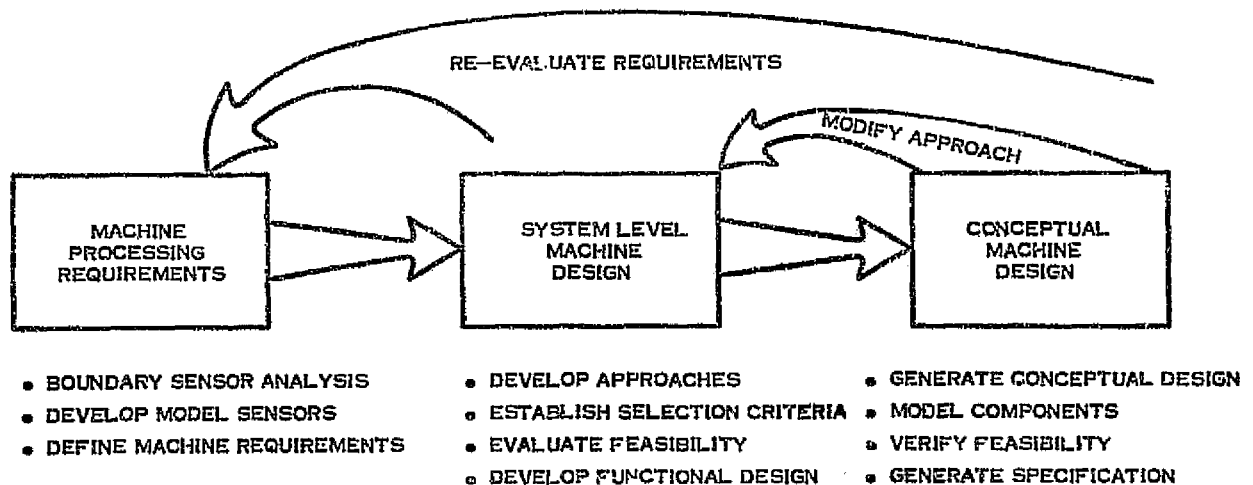 RE-EVALUATE REQUIREMENTS
MODIFY APPROACH
MACHINE
PROCESSING
REQUIREMENTS
SYSTEM LEVEL
MACHINE
DESIGN
CONCEPTUAL
MACHINE
DESIGN
• BOUNDARY SENSOR ANALYSIS
• DEVELOP MODEL SENSORS
• DEFINE MACHINE REQUIREMENTS
• DEVELOP APPROACHES
• ESTABLISH SELECTION CRITERIA
• EVALUATE FEASIBILITY
• DEVELOP FUNCTIONAL DESIGN
• GENERATE CONCEPTUAL DESIGN
• MODEL COMPONENTS
• VERIFY FEASIBILITY
• GENERATE SPECIFICATION